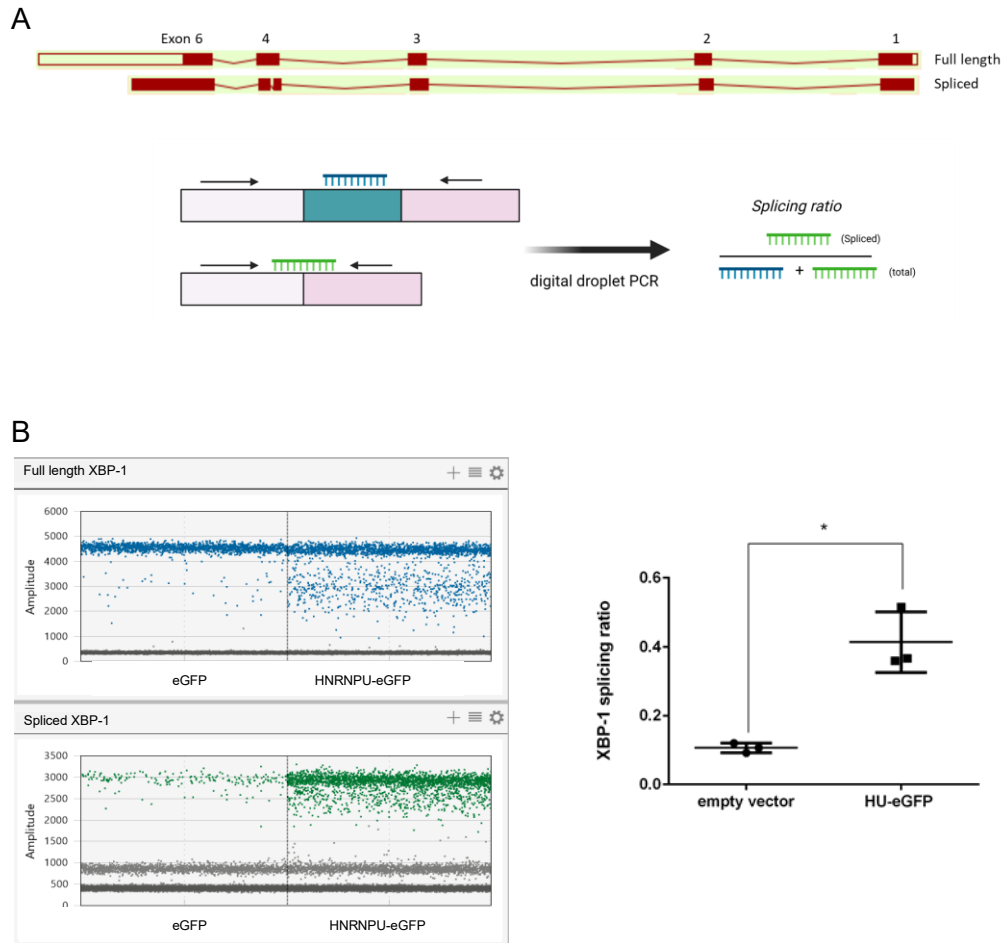 A
Exon 6 4 3 2 1
Full length
Spliced
Splicing ratio
(Spliced)
digital droplet PCR
+ (total)
B
Full length XBP-1
6000
5000
4000
3000
2000
1000
0
Amplitude
eGFP HNRNPU-eGFP
Spliced XBP-1
3500
3000
2500
2000
1500
1000
500
0
Amplitude
eGFP HNRNPU-eGFP
*
0.6
0.4
0.2
0.0
XBP-1 splicing ratio
empty vector HU-eGFP